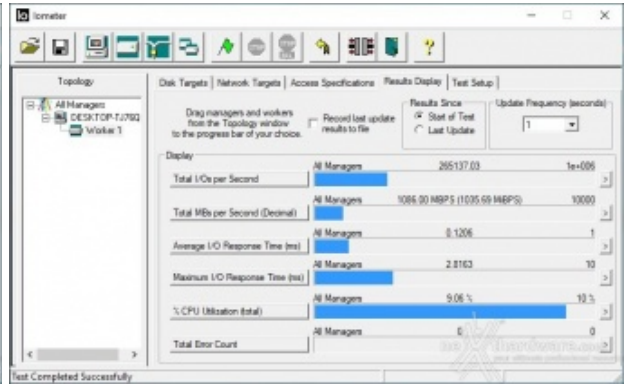 Iometer
Topology
All Managers
DESKTOP-TJ76Q
Worker 1
Disk Targets | Network Targets | Access Specifications | Results Display | Test Setup
Drag managers and workers
from the Topology window
to the progress bar of your choice.
Record last update
results to file
Results Since
Start of Test
Last Update
Update Frequency (seconds)
1
Display
All Managers 265137.03 1e+006
Total I/Os per Second
All Managers 1086.00 MBPS (1035.69 MiBPS) 10000
Total MBs per Second (Decimal)
All Managers 0.1206 1
Average I/O Response Time (ms)
All Managers 2.8163 10
Maximum I/O Response Time (ms)
All Managers 9.06 % 10 %
% CPU Utilization (total)
All Managers 0 0
Total Error Count
Test Completed Successfully